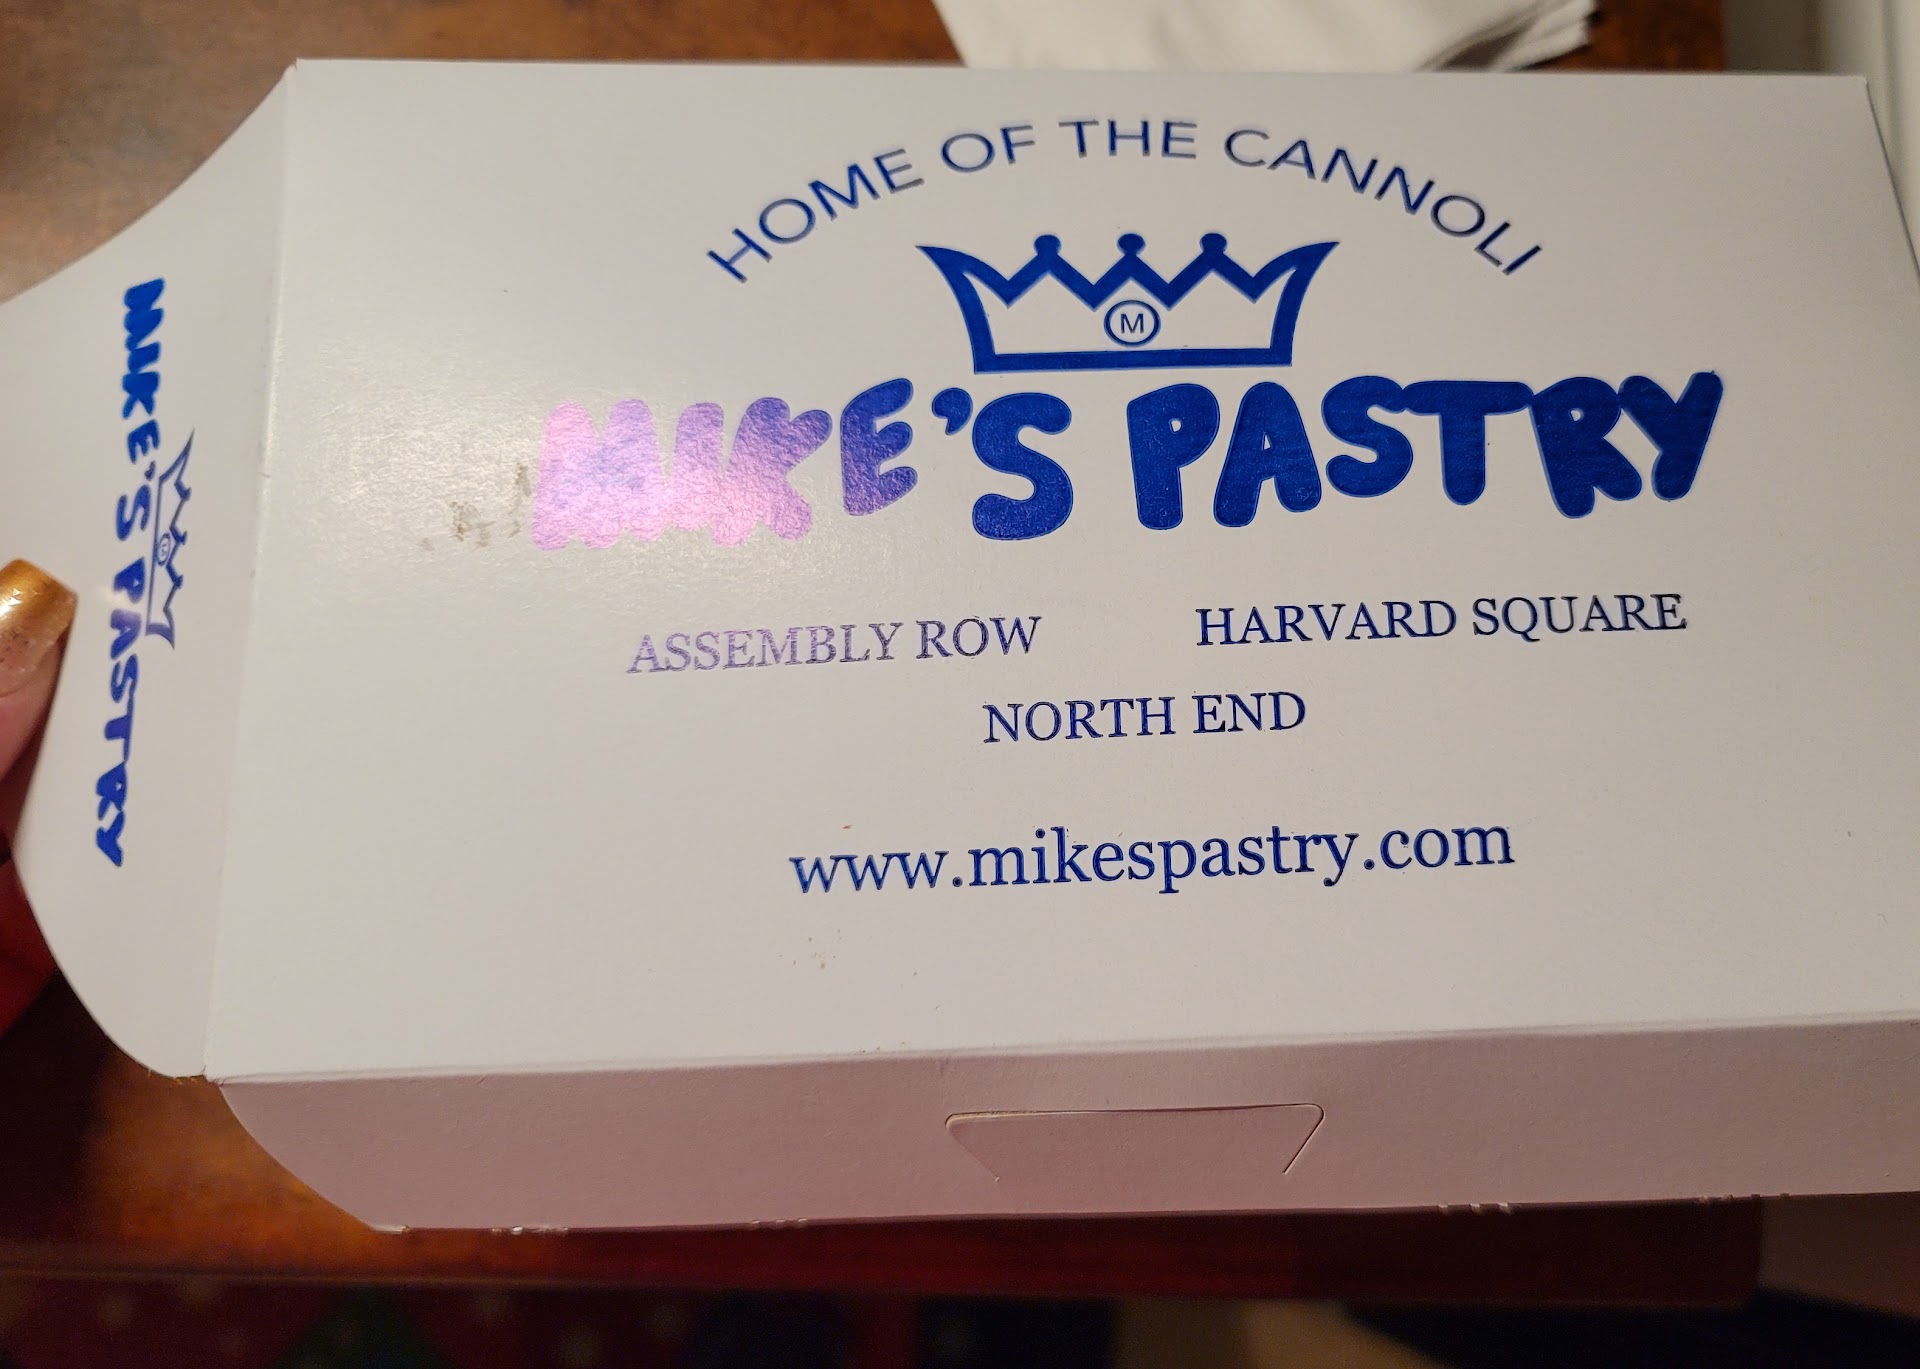 HOME OF THE CANNOLI
M
MIKE'S PASTRY
ASSEMBLY ROW HARVARD SQUARE
NORTH END
www.mikespastry.com
MIKE'S PASTRY
M